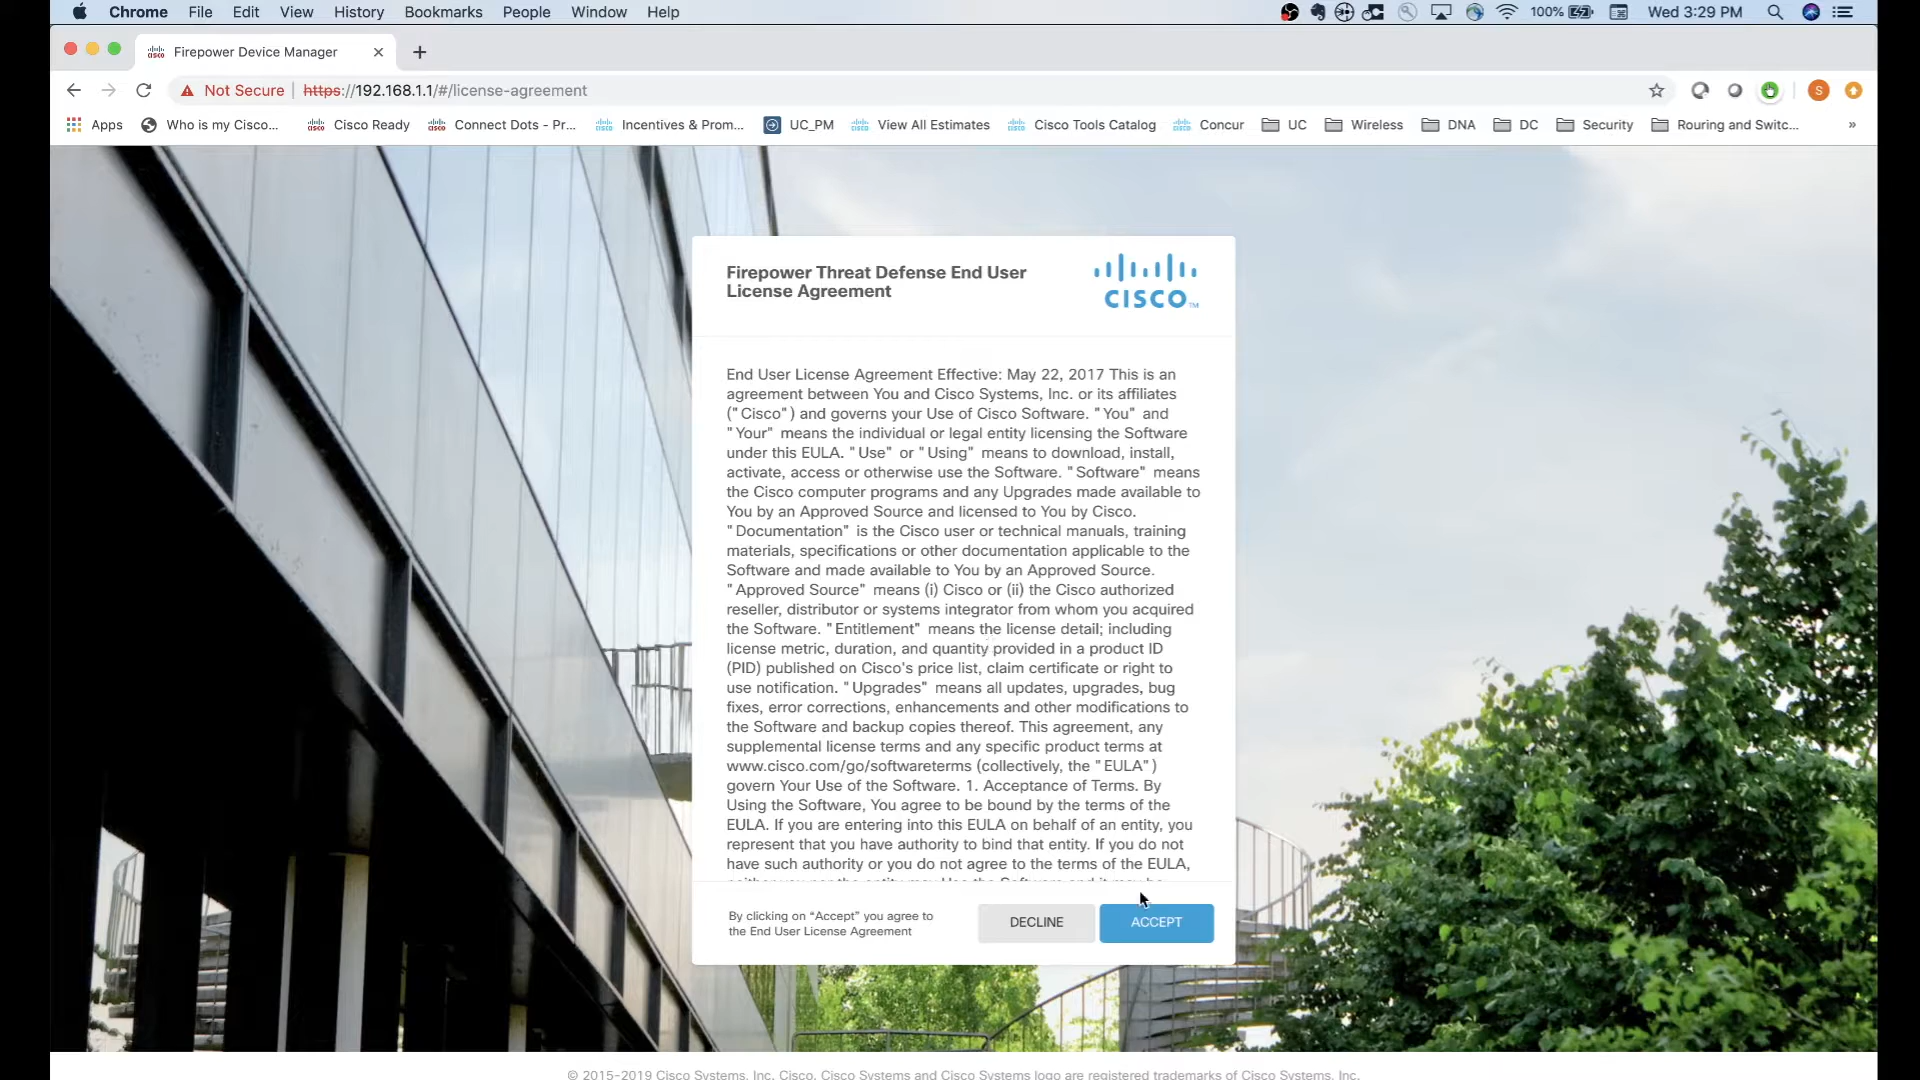 Chrome File Edit View History Bookmarks People Window Help 100% Wed 3:29 PM
Firepower Device Manager
Not Secure https://192.168.1.1/#/license-agreement S
Apps Who is my Cisco... Cisco Ready Connect Dots - Pr... Incentives & Prom... UC_PM View All Estimates Cisco Tools Catalog Concur UC Wireless DNA DC Security Rouring and Switc... »
Firepower Threat Defense End User
License Agreement
CISCO™
End User License Agreement Effective: May 22, 2017 This is an
agreement between You and Cisco Systems, Inc. or its affiliates
("Cisco") and governs your Use of Cisco Software. "You" and
"Your" means the individual or legal entity licensing the Software
under this EULA. "Use" or "Using" means to download, install,
activate, access or otherwise use the Software. "Software" means
the Cisco computer programs and any Upgrades made available to
You by an Approved Source and licensed to You by Cisco.
"Documentation" is the Cisco user or technical manuals, training
materials, specifications or other documentation applicable to the
Software and made available to You by an Approved Source.
"Approved Source" means (i) Cisco or (ii) the Cisco authorized
reseller, distributor or systems integrator from whom you acquired
the Software. "Entitlement" means the license detail; including
license metric, duration, and quantity provided in a product ID
(PID) published on Cisco's price list, claim certificate or right to
use notification. "Upgrades" means all updates, upgrades, bug
fixes, error corrections, enhancements and other modifications to
the Software and backup copies thereof. This agreement, any
supplemental license terms and any specific product terms at
www.cisco.com/go/softwareterms (collectively, the "EULA")
govern Your Use of the Software. 1. Acceptance of Terms. By
Using the Software, You agree to be bound by the terms of the
EULA. If you are entering into this EULA on behalf of an entity, you
represent that you have authority to bind that entity. If you do not
have such authority or you do not agree to the terms of the EULA,
By clicking on "Accept" you agree to
the End User License Agreement
DECLINE ACCEPT
© 2015-2019 Cisco Systems, Inc. Cisco, Cisco Systems and Cisco Systems logo are registered trademarks of Cisco Systems, Inc.